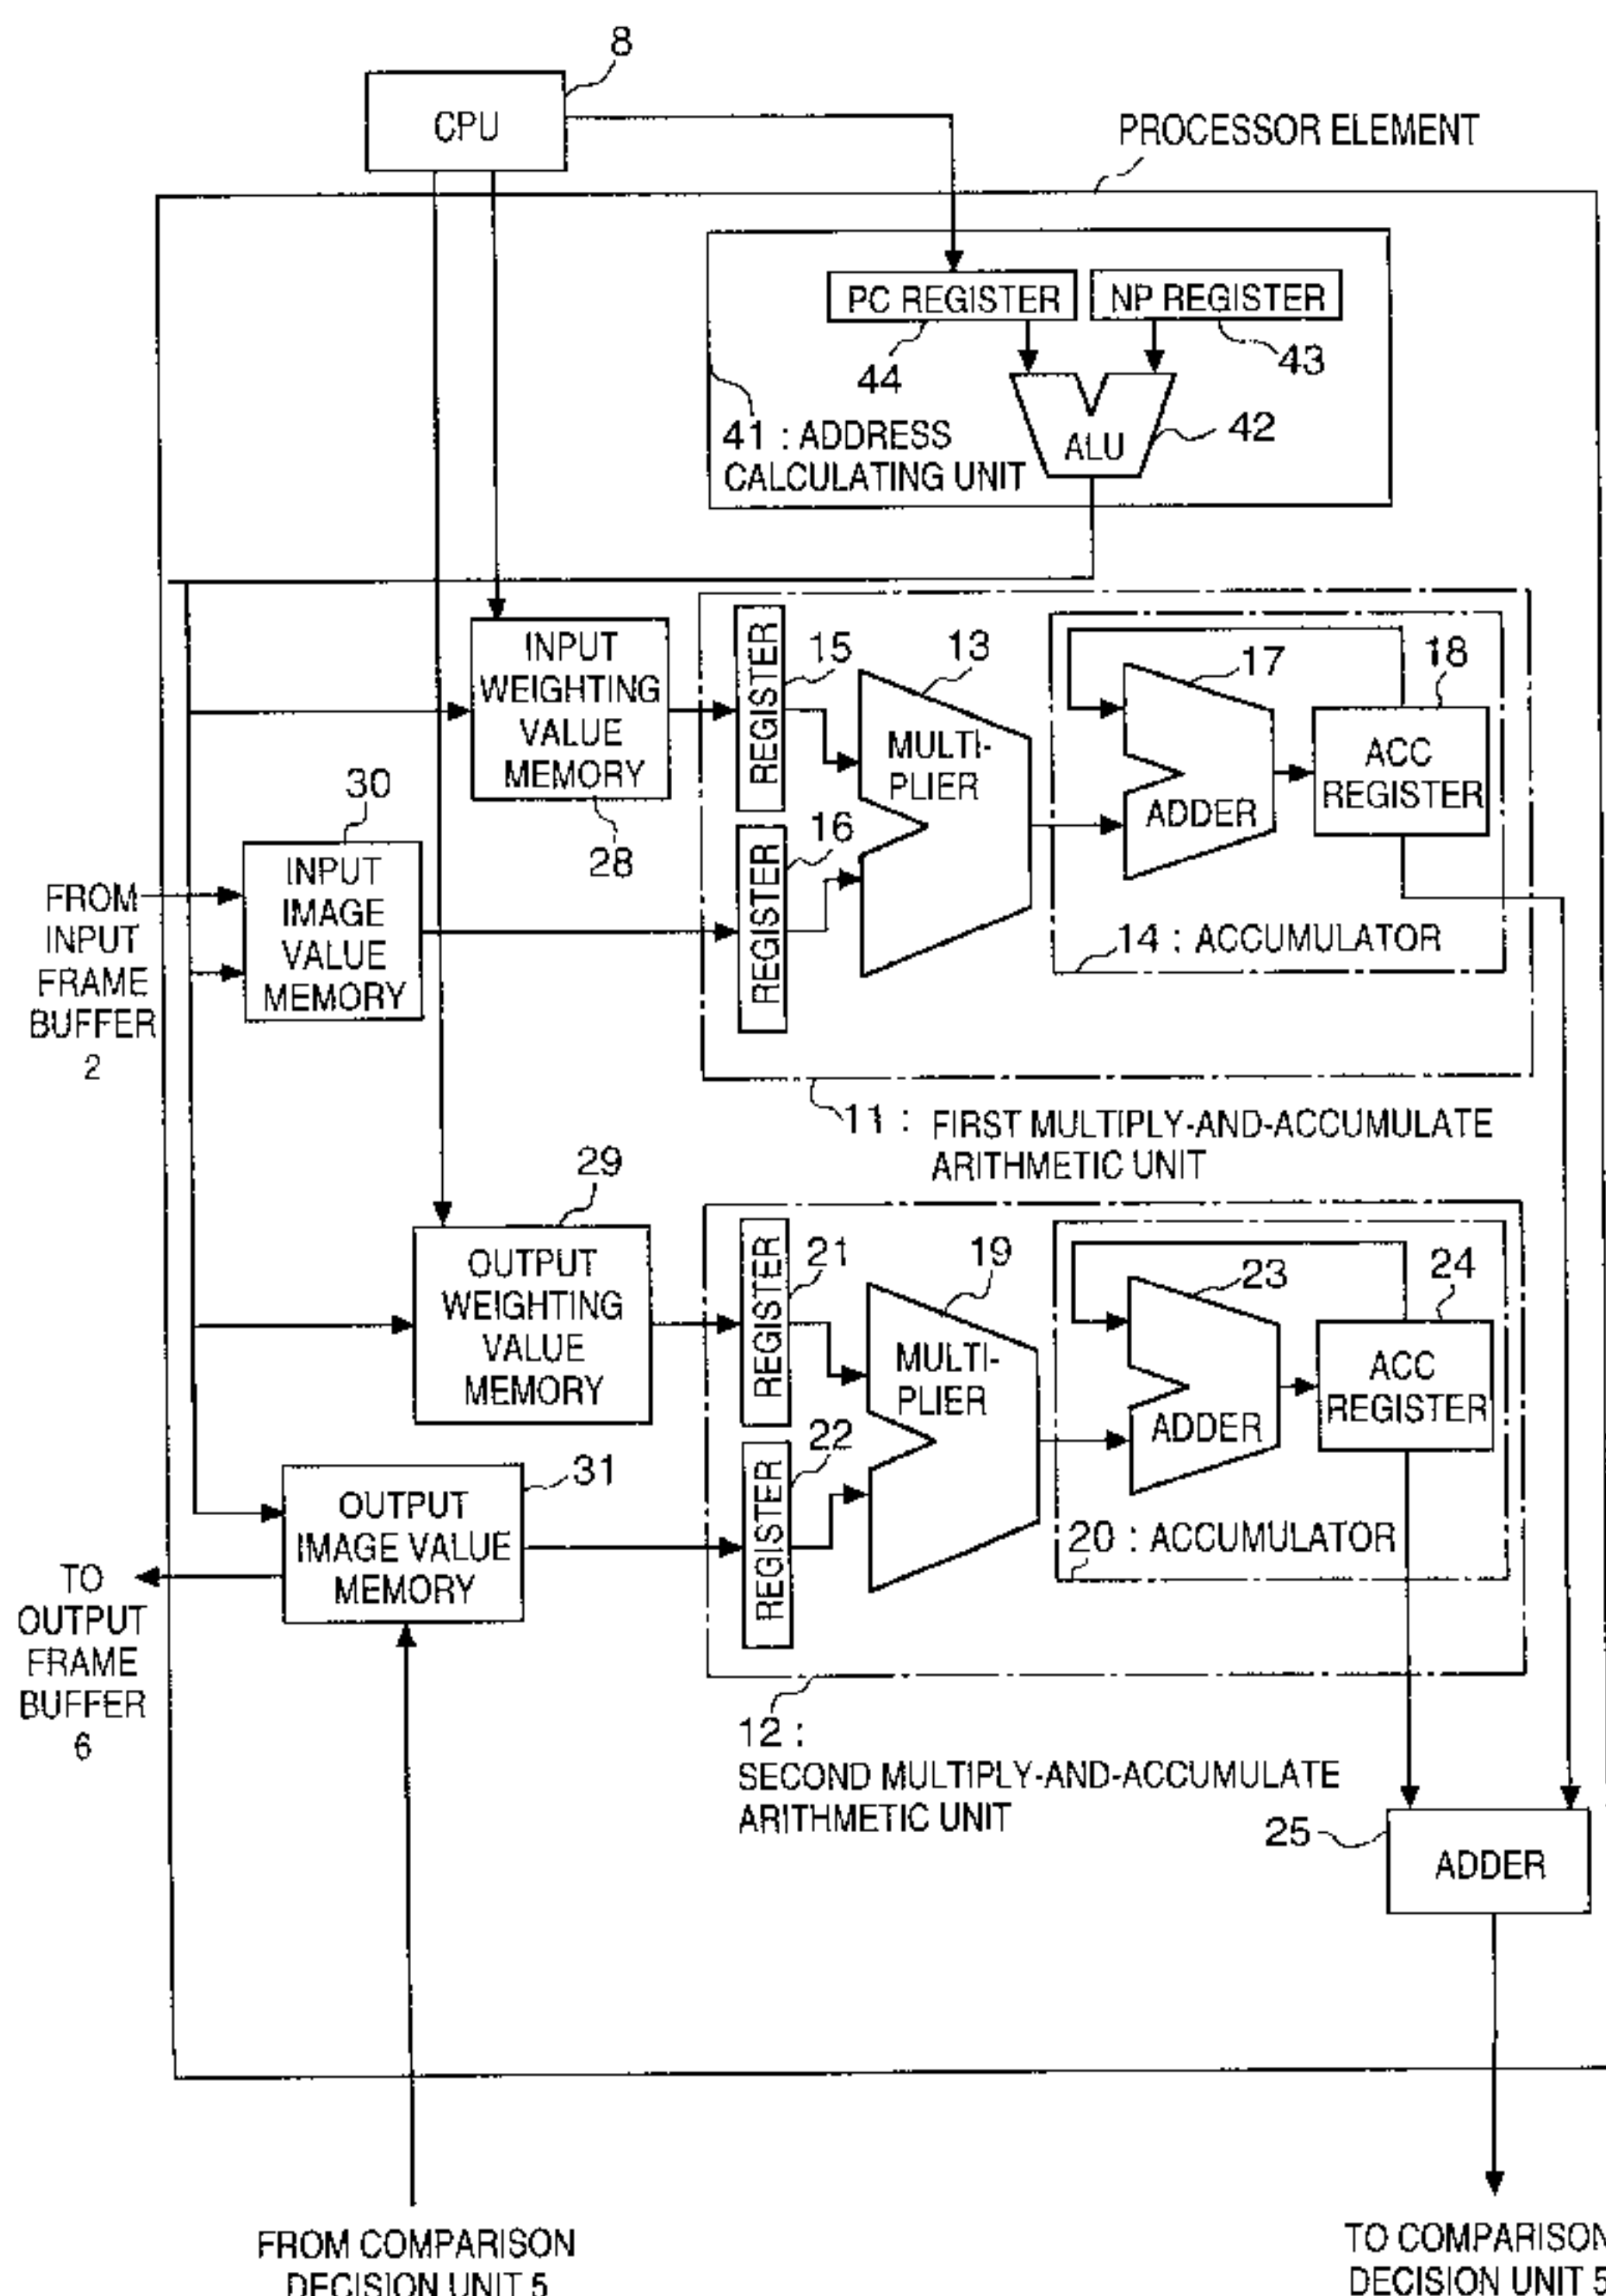 8
CPU
PROCESSOR ELEMENT
PC REGISTER
NP REGISTER
44
43
41 : ADDRESS
CALCULATING UNIT
ALU
42
INPUT
WEIGHTING
VALUE
MEMORY
28
REGISTER
15
13
MULTI-
PLIER
17
ADDER
18
ACC
REGISTER
30
INPUT
IMAGE
VALUE
MEMORY
REGISTER
16
14 : ACCUMULATOR
FROM
INPUT
FRAME
BUFFER
2
11 : FIRST MULTIPLY-AND-ACCUMULATE
ARITHMETIC UNIT
29
OUTPUT
WEIGHTING
VALUE
MEMORY
REGISTER
21
19
MULTI-
PLIER
23
ADDER
24
ACC
REGISTER
31
OUTPUT
IMAGE VALUE
MEMORY
REGISTER
22
20 : ACCUMULATOR
TO
OUTPUT
FRAME
BUFFER
6
12 :
SECOND MULTIPLY-AND-ACCUMULATE
ARITHMETIC UNIT
25
ADDER
FROM COMPARISON
DECISION UNIT 5
TO COMPARISON
DECISION UNIT 5